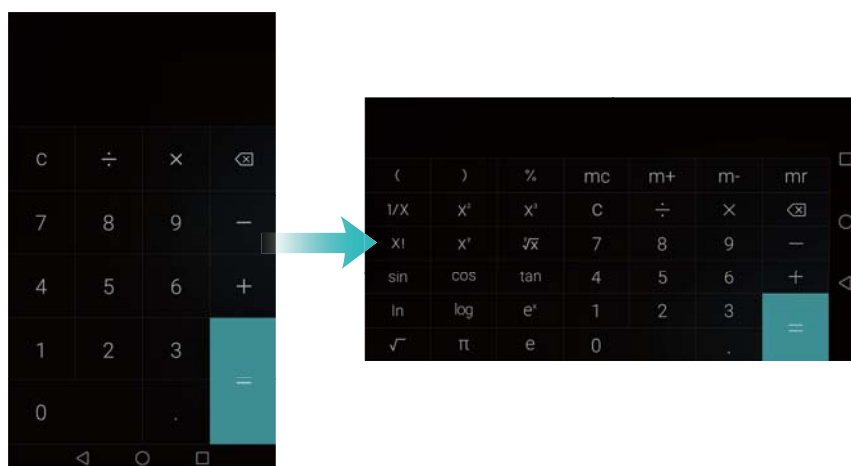 C ÷ ×
7 8 9 −
4 5 6 +
1 2 3 =
0 .
( ) % mc m+ m- mr
1/X X² X³ C ÷ ×
X! Xʸ ʸ√x 7 8 9 −
sin cos tan 4 5 6 +
ln log eˣ 1 2 3 =
√ π e 0 .